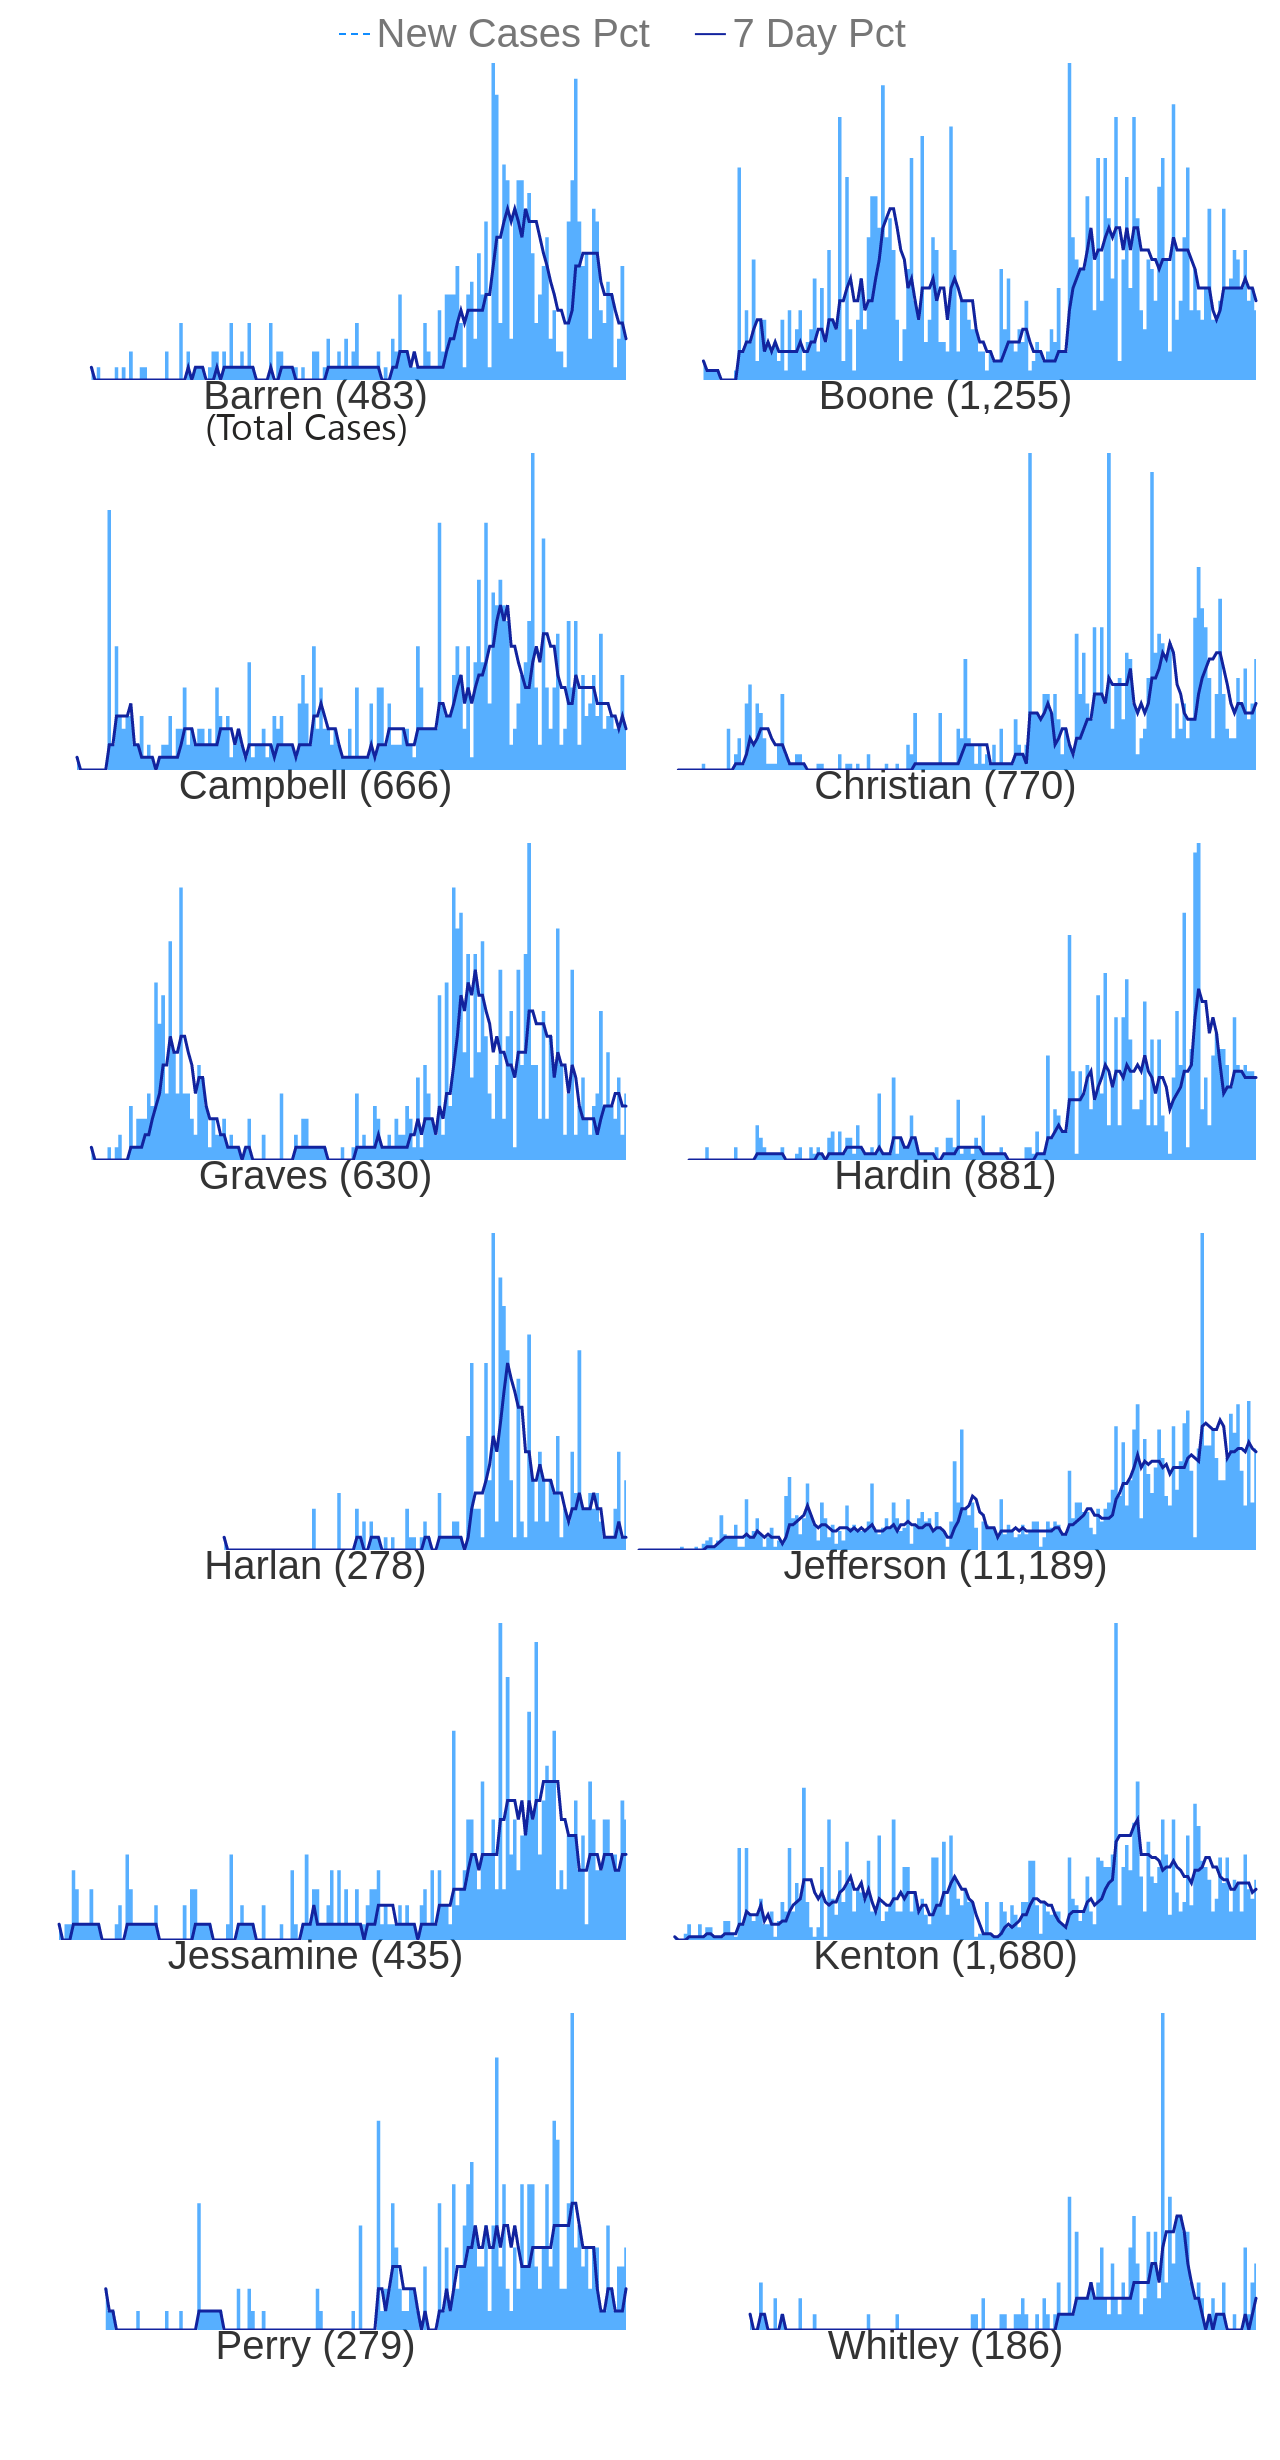 New Cases Pct 7 Day Pct
Barren (483) Boone (1,255)
(Total Cases)
Campbell (666) Christian (770)
Graves (630) Hardin (881)
Harlan (278) Jefferson (11,189)
Jessamine (435) Kenton (1,680)
Perry (279) Whitley (186)